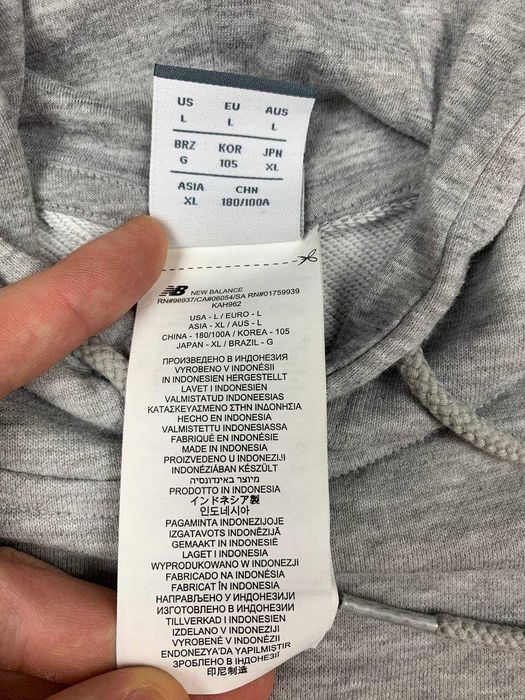 US EU AUS
L L L
BRZ KOR JPN
G 105 XL
ASIA CHN
XL 180/100A
NB NEW BALANCE
RN#96937/CA#06054/SA RN#01759939
KAH962
USA - L / EURO - L
ASIA - XL / AUS - L
CHINA - 180/100A / KOREA - 105
JAPAN - XL / BRAZIL - G
ПРОИЗВЕДЕНО В ИНДОНЕЗИЯ
VYROBENO V INDONÉSII
IN INDONESIEN HERGESTELLT
LAVET I INDONESIEN
VALMISTATUD INDONEESIAS
ΚΑΤΑΣΚΕΥΑΣΜΕΝΟ ΣΤΗΝ ΙΝΔΟΝΗΣΙΑ
HECHO EN INDONESIA
VALMISTETTU INDONESIASSA
FABRIQUÉ EN INDONÉSIE
MADE IN INDONESIA
PROIZVEDENO U INDONEZIJI
INDONÉZIÁBAN KÉSZÜLT
מיוצר באינדונזיה
PRODOTTO IN INDONESIA
インドネシア製
인도네시아
PAGAMINTA INDONEZIJOJE
IZGATAVOTS INDONĒZIJĀ
GEMAAKT IN INDONESIË
LAGET I INDONESIA
WYPRODUKOWANO W INDONEZJI
FABRICADO NA INDONÉSIA
FABRICAT ÎN INDONESIA
НАПРАВЉЕНО У ИНДОНЕЗИЈИ
ИЗГОТОВЛЕНО В ИНДОНЕЗИИ
TILLVERKAD I INDONESIEN
IZDELANO V INDONEZIJI
VYROBENÉ V INDONÉZII
ENDONEZYA'DA YAPILMIŞTIR
ЗРОБЛЕНО В ІНДОНЕЗІЇ
印尼制造